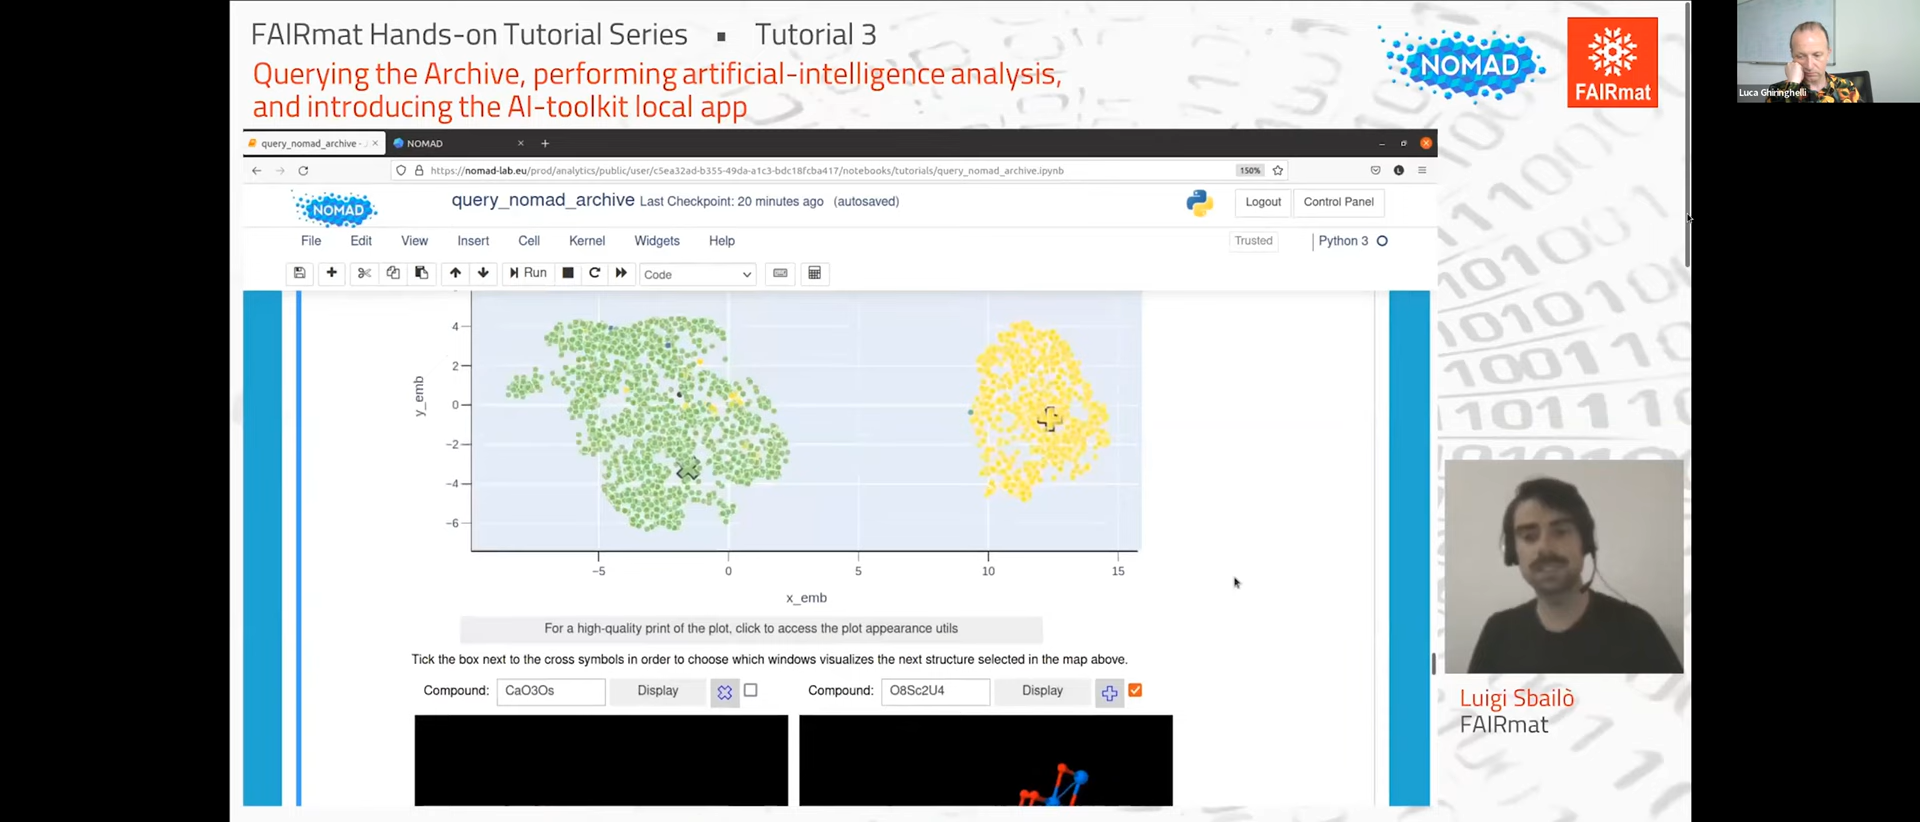 FAIRmat Hands-on Tutorial Series ▪ Tutorial 3
Querying the Archive, performing artificial-intelligence analysis,
and introducing the AI-toolkit local app
NOMAD
FAIRmat
Luca Ghiringhelli
query_nomad_archive -
NOMAD
https://nomad-lab.eu/prod/analytics/public/user/c5ea32ad-b355-49da-a1c3-bdc18fcba417/notebooks/tutorials/query_nomad_archive.ipynb
150%
NOMAD
query_nomad_archive Last Checkpoint: 20 minutes ago (autosaved)
Logout
Control Panel
File Edit View Insert Cell Kernel Widgets Help
Trusted
Python 3
Run
Code
4
2
0
−2
−4
−6
y_emb
−5 0 5 10 15
x_emb
For a high-quality print of the plot, click to access the plot appearance utils
Tick the box next to the cross symbols in order to choose which windows visualizes the next structure selected in the map above.
Compound: CaO3Os Display Compound: O8Sc2U4 Display
Luigi Sbailò
FAIRmat